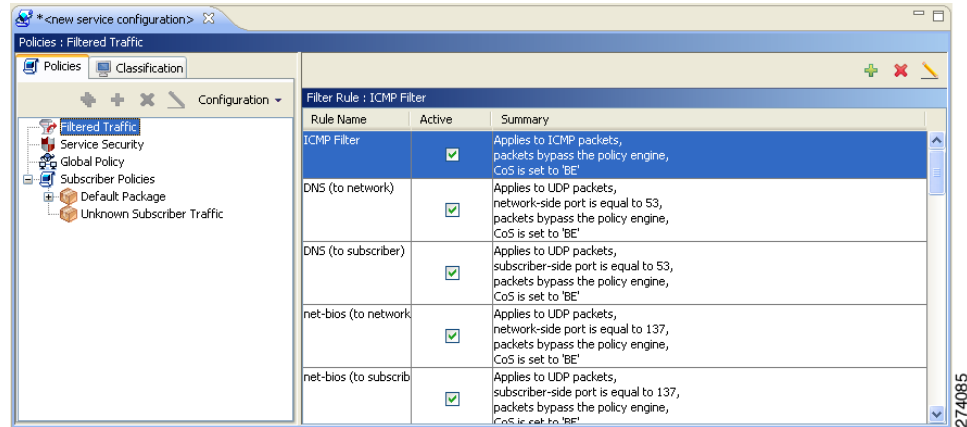 *<new service configuration>
Policies : Filtered Traffic
Policies
Classification
Configuration
Filtered Traffic
Service Security
Global Policy
Subscriber Policies
Default Package
Unknown Subscriber Traffic
Filter Rule : ICMP Filter
Rule Name Active Summary
ICMP Filter
Applies to ICMP packets,
packets bypass the policy engine,
CoS is set to 'BE'
DNS (to network)
Applies to UDP packets,
network-side port is equal to 53,
packets bypass the policy engine,
CoS is set to 'BE'
DNS (to subscriber)
Applies to UDP packets,
subscriber-side port is equal to 53,
packets bypass the policy engine,
CoS is set to 'BE'
net-bios (to network
Applies to UDP packets,
network-side port is equal to 137,
packets bypass the policy engine,
CoS is set to 'BE'
net-bios (to subscrib
Applies to UDP packets,
subscriber-side port is equal to 137,
packets bypass the policy engine,
CoS is set to 'BE'
274085